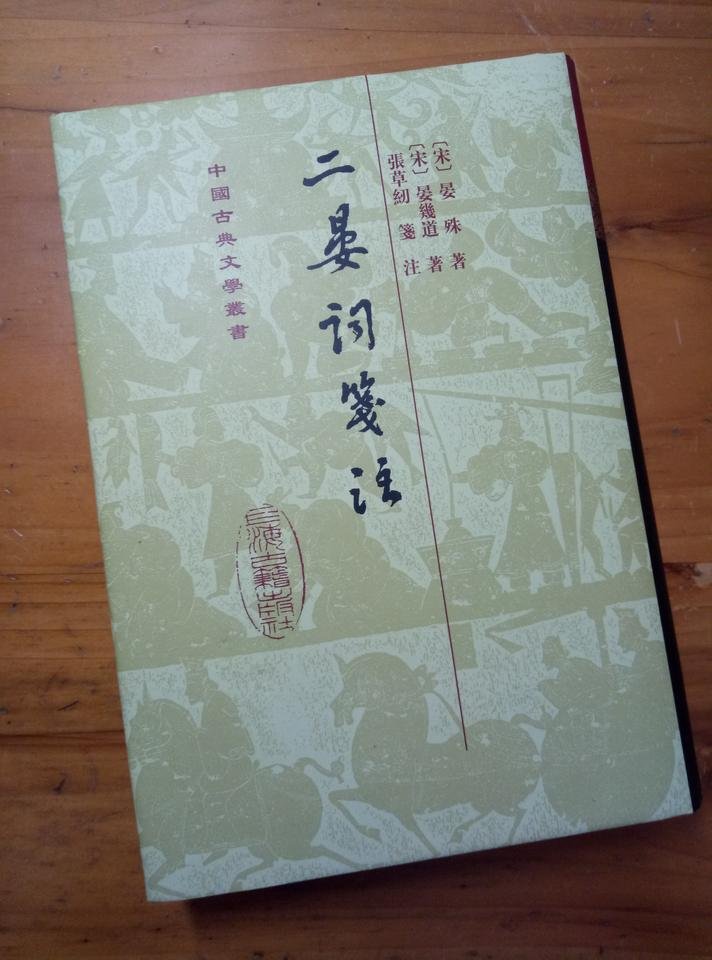 〔宋〕晏殊著
〔宋〕晏幾道著
張草紉箋注
二晏詞箋注
中國古典文學叢書
上海古籍出版社